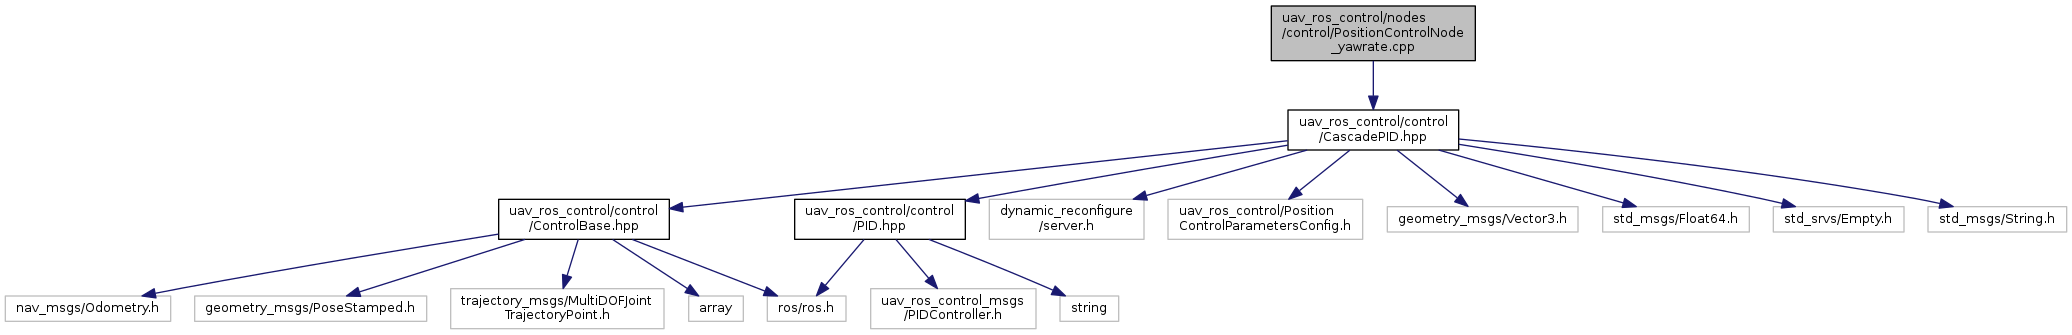 uav_ros_control/nodes
/control/PositionControlNode
_yawrate.cpp
uav_ros_control/control
/CascadePID.hpp
uav_ros_control/control
/ControlBase.hpp
uav_ros_control/control
/PID.hpp
dynamic_reconfigure
/server.h
uav_ros_control/Position
ControlParametersConfig.h
geometry_msgs/Vector3.h
std_msgs/Float64.h
std_srvs/Empty.h
std_msgs/String.h
nav_msgs/Odometry.h
geometry_msgs/PoseStamped.h
trajectory_msgs/MultiDOFJoint
TrajectoryPoint.h
array
ros/ros.h
uav_ros_control_msgs
/PIDController.h
string